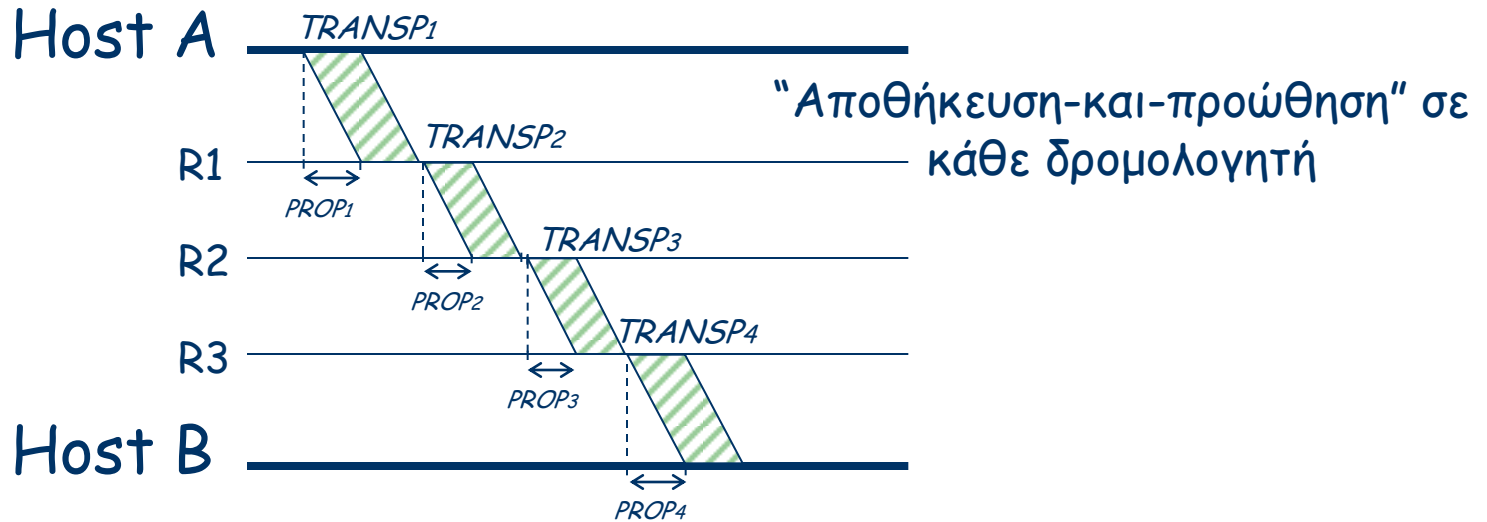 Host A
TRANSP1
“Αποθήκευση-και-προώθηση” σε
κάθε δρομολογητή
TRANSP2
R1
PROP1
TRANSP3
R2
PROP2
TRANSP4
R3
PROP3
Host B
PROP4